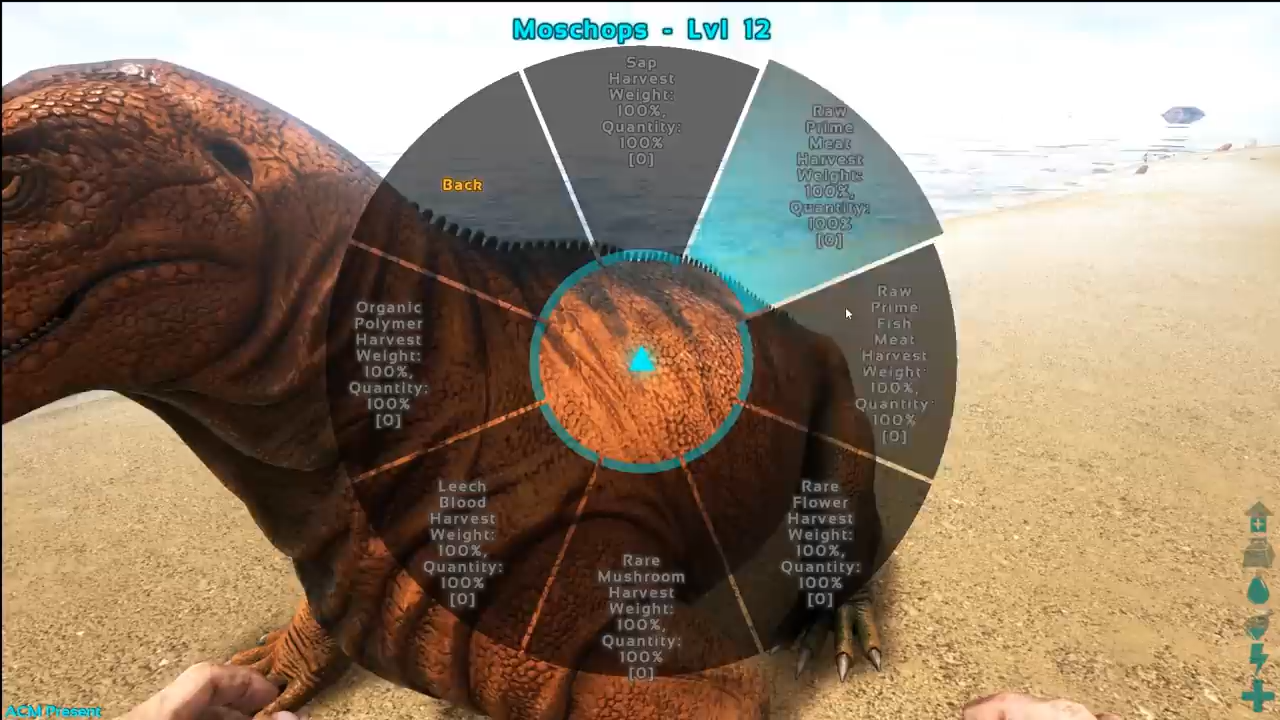 Moschops - Lvl 12
Sap
Harvest
Weight:
100%,
Quantity:
100%
[0]
Raw
Prime
Meat
Harvest
Weight:
100%,
Quantity:
100%
[0]
Raw
Prime
Fish
Meat
Harvest
Weight:
100%,
Quantity:
100%
[0]
Rare
Flower
Harvest
Weight:
100%,
Quantity:
100%
[0]
Rare
Mushroom
Harvest
Weight:
100%,
Quantity:
100%
[0]
Leech
Blood
Harvest
Weight:
100%,
Quantity:
100%
[0]
Organic
Polymer
Harvest
Weight:
100%,
Quantity:
100%
[0]
Back
ACM Present